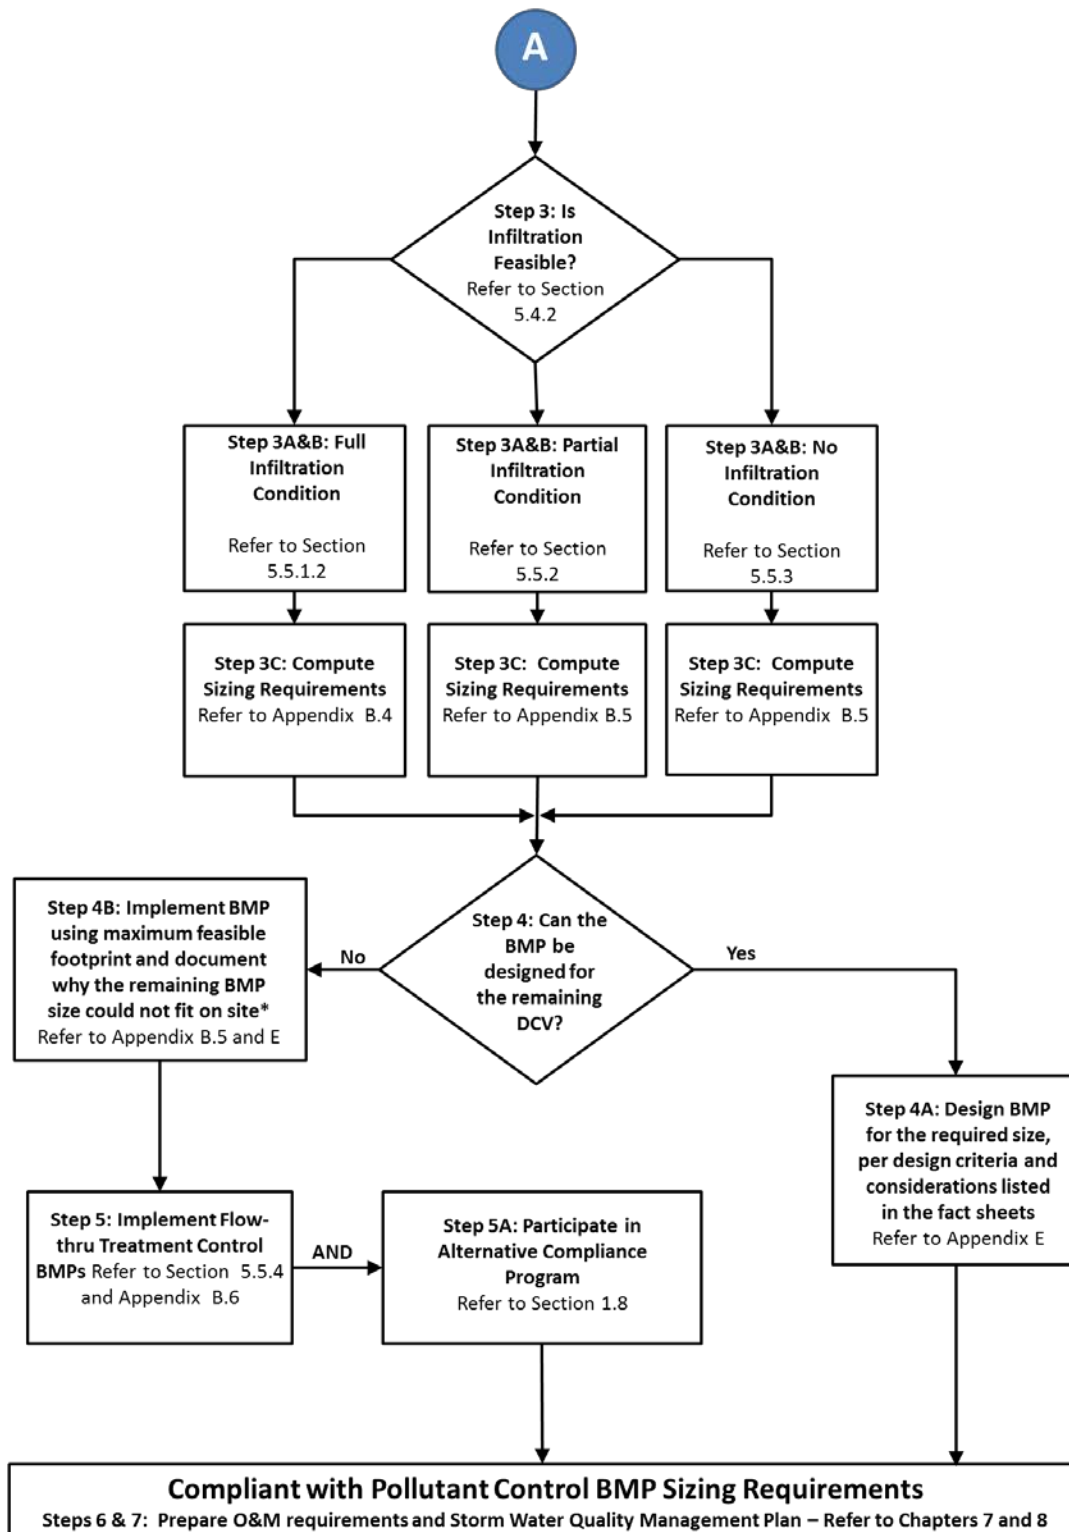 A
Step 3: Is
Infiltration
Feasible?
Refer to Section
5.4.2
Step 3A&B: Full
Infiltration
Condition
Refer to Section
5.5.1.2
Step 3A&B: Partial
Infiltration
Condition
Refer to Section
5.5.2
Step 3A&B: No
Infiltration
Condition
Refer to Section
5.5.3
Step 3C: Compute
Sizing Requirements
Refer to Appendix B.4
Step 3C: Compute
Sizing Requirements
Refer to Appendix B.5
Step 3C: Compute
Sizing Requirements
Refer to Appendix B.5
Step 4: Can the
BMP be
designed for
the remaining
DCV?
No
Yes
Step 4B: Implement BMP
using maximum feasible
footprint and document
why the remaining BMP
size could not fit on site*
Refer to Appendix B.5 and E
Step 4A: Design BMP
for the required size,
per design criteria and
considerations listed
in the fact sheets
Refer to Appendix E
Step 5: Implement Flow-
thru Treatment Control
BMPs Refer to Section 5.5.4
and Appendix B.6
AND
Step 5A: Participate in
Alternative Compliance
Program
Refer to Section 1.8
Compliant with Pollutant Control BMP Sizing Requirements
Steps 6 & 7: Prepare O&M requirements and Storm Water Quality Management Plan – Refer to Chapters 7 and 8